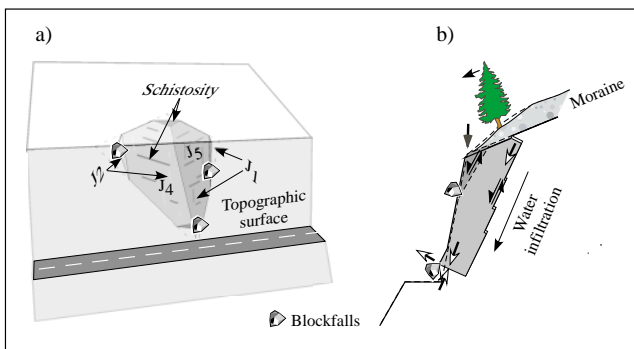 a)
Schistosity
J2
J4
J5
J1
Topographic
surface
Blockfalls
b)
Moraine
Water
infiltration